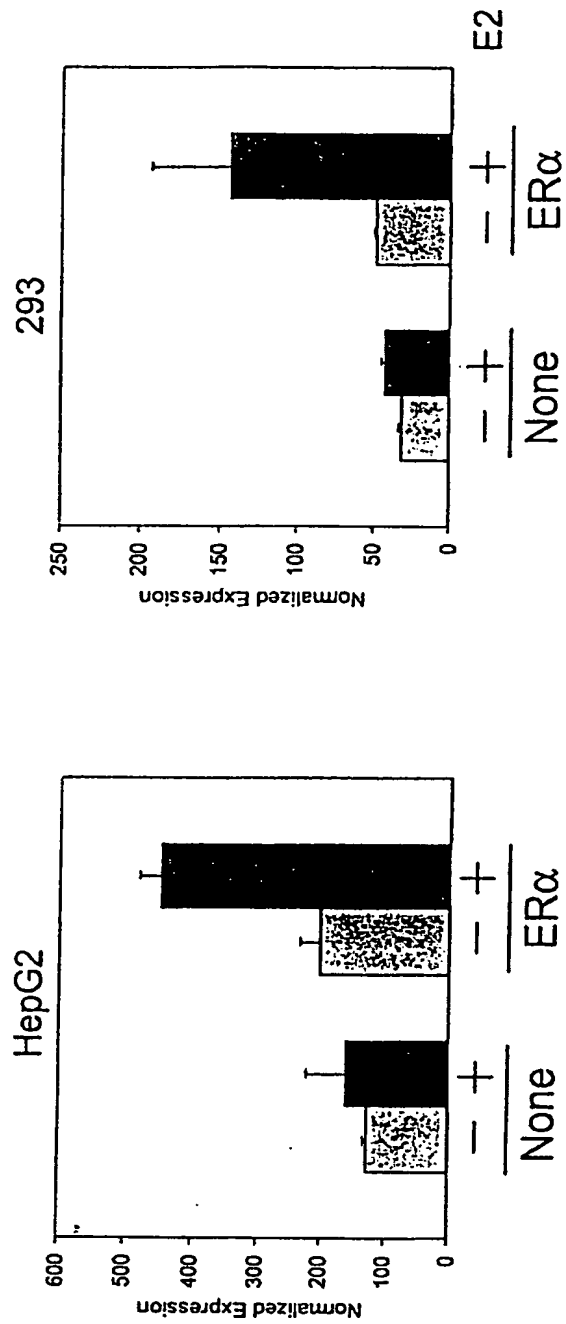 HepG2
Normalized Expression
600
500
400
300
200
100
0
− + − +
None ERα
293
Normalized Expression
250
200
150
100
50
0
− + − + E2
None ERα